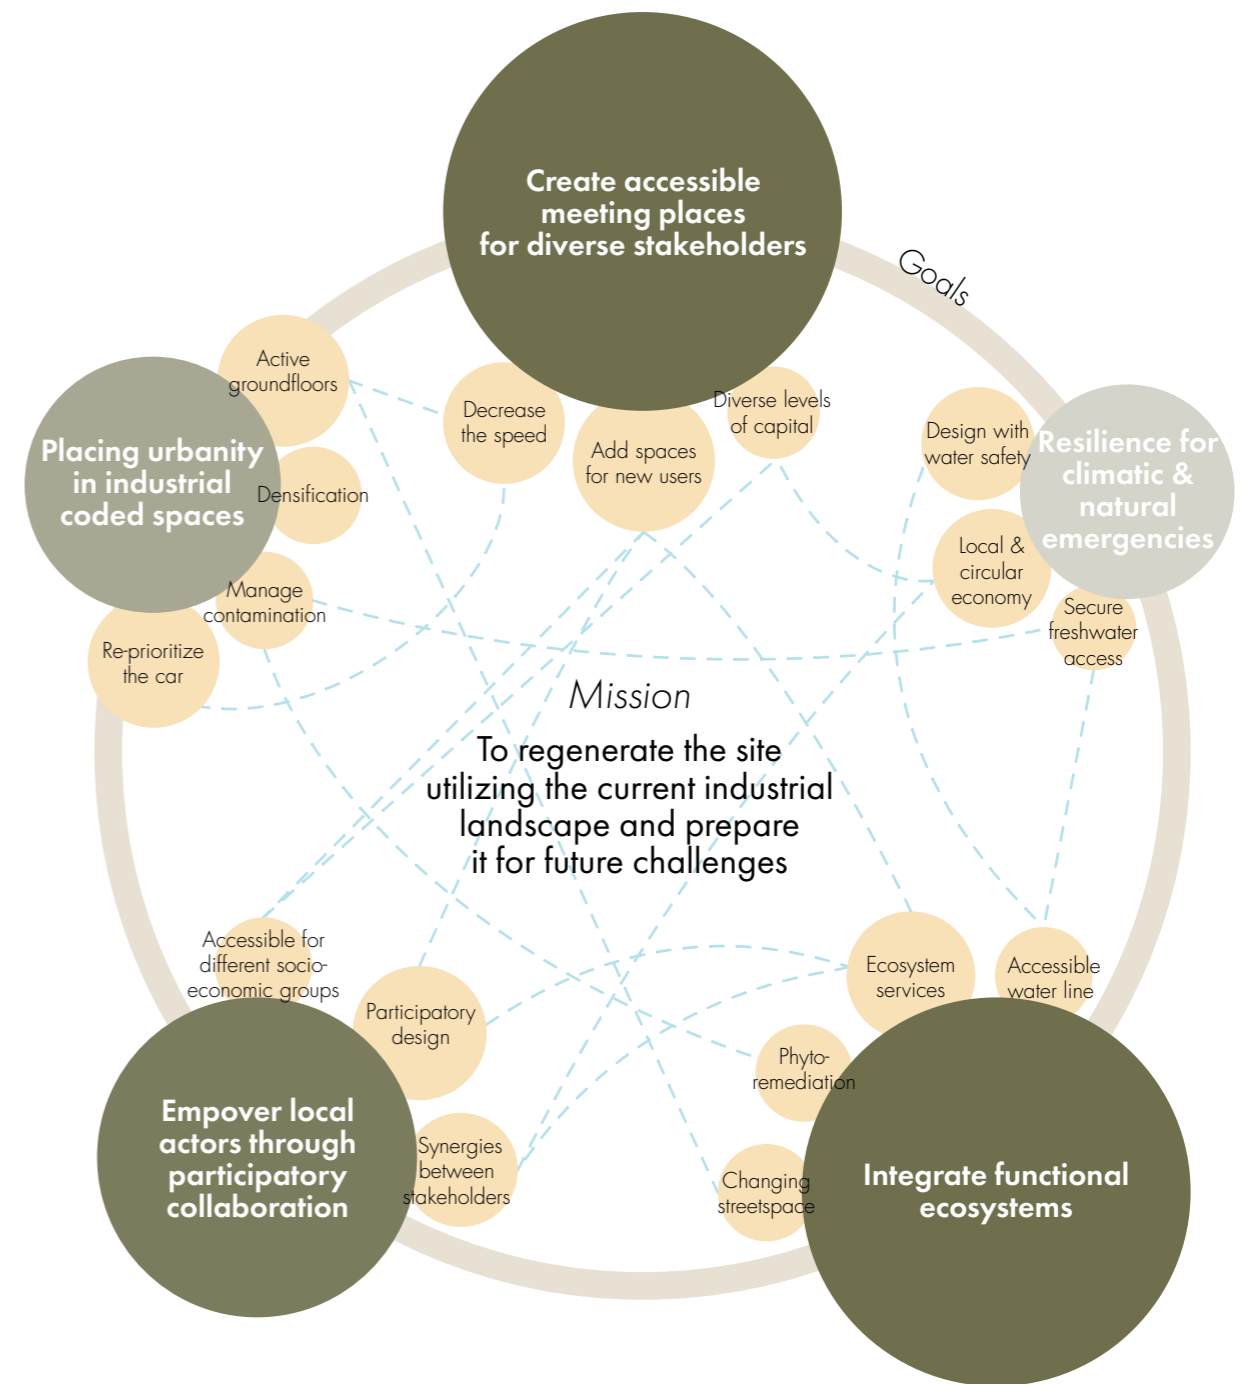 Create accessible
meeting places
for diverse stakeholders
Goals
Active
groundfloors
Decrease
the speed
Add spaces
for new users
Diverse levels
of capital
Design with
water safety
Resilience for
climatic &
natural
emergencies
Placing urbanity
in industrial
coded spaces
Densification
Manage
contamination
Re-prioritize
the car
Local &
circular
economy
Secure
freshwater
access
Mission
To regenerate the site
utilizing the current industrial
landscape and prepare
it for future challenges
Accessible for
different socio-
economic groups
Participatory
design
Synergies
between
stakeholders
Empover local
actors through
participatory
collaboration
Ecosystem
services
Accessible
water line
Phyto-
remediation
Changing
streetspace
Integrate functional
ecosystems